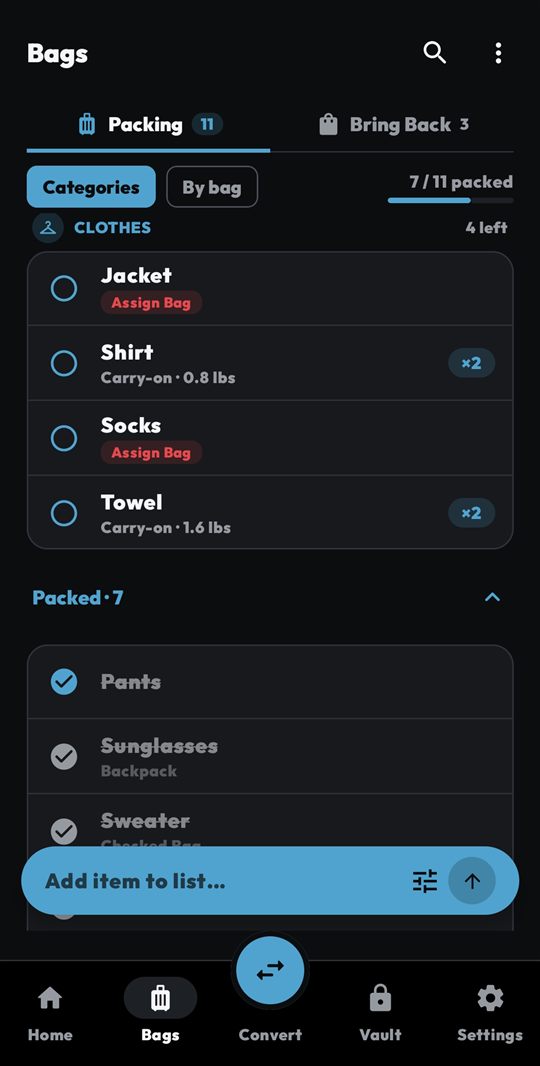 Bags
Packing 11
Bring Back 3
Categories
By bag
7 / 11 packed
CLOTHES
4 left
Jacket
Assign Bag
Shirt
Carry-on · 0.8 lbs
×2
Socks
Assign Bag
Towel
Carry-on · 1.6 lbs
×2
Packed · 7
Pants
Sunglasses
Backpack
Sweater
Checked Bag
Add item to list...
Home
Bags
Convert
Vault
Settings